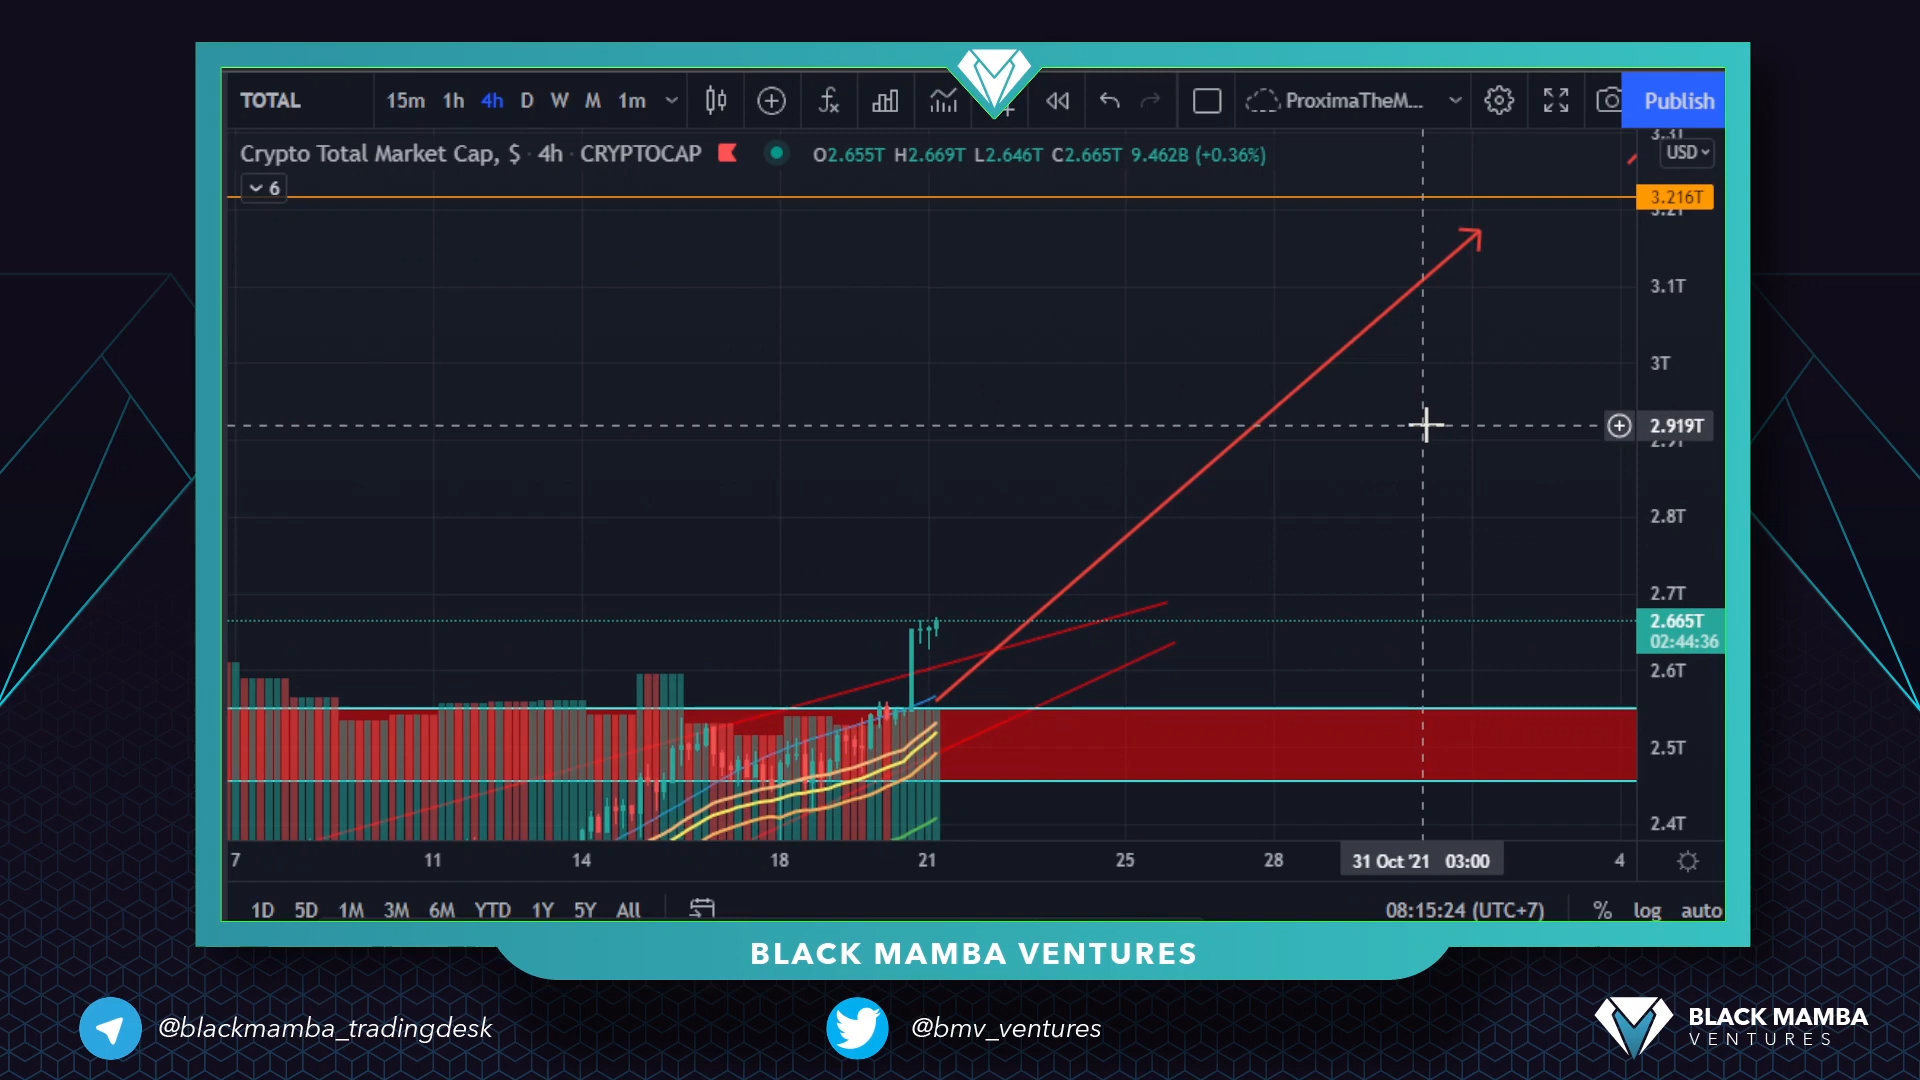 TOTAL 15m 1h 4h D W M 1m ProximaTheM... Publish
Crypto Total Market Cap, $ · 4h · CRYPTOCAP O2.655T H2.669T L2.646T C2.665T 9.462B (+0.36%) USD
6
3.31
3.216T
3.2T
3.1T
3T
2.919T
2.8T
2.7T
2.665T
02:44:36
2.6T
2.5T
2.4T
7 11 14 18 21 25 28 31 Oct '21 03:00 4
1D 5D 1M 3M 6M YTD 1Y 5Y All 08:15:24 (UTC+7) % log auto
BLACK MAMBA VENTURES
@blackmamba_tradingdesk @bmv_ventures
BLACK MAMBA
VENTURES